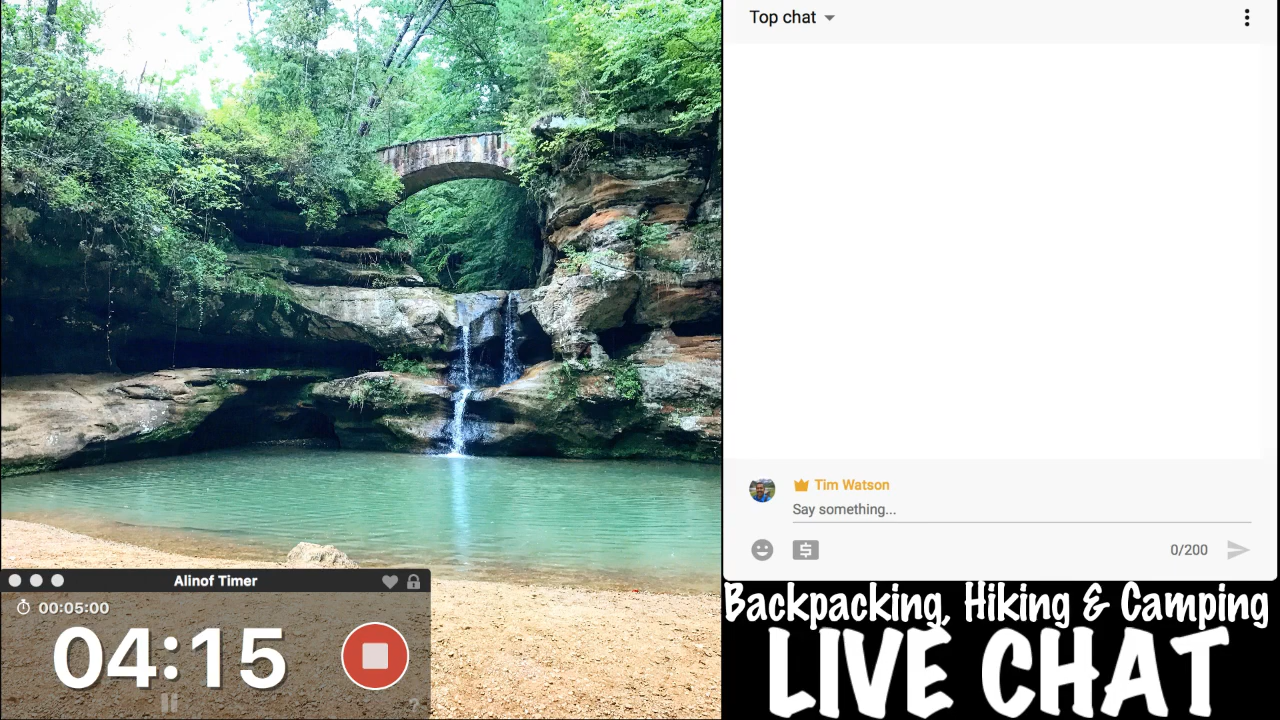 Top chat
Tim Watson
Say something...
0/200
Alinof Timer
00:05:00
04:15
?
Backpacking, Hiking & Camping
LIVE CHAT